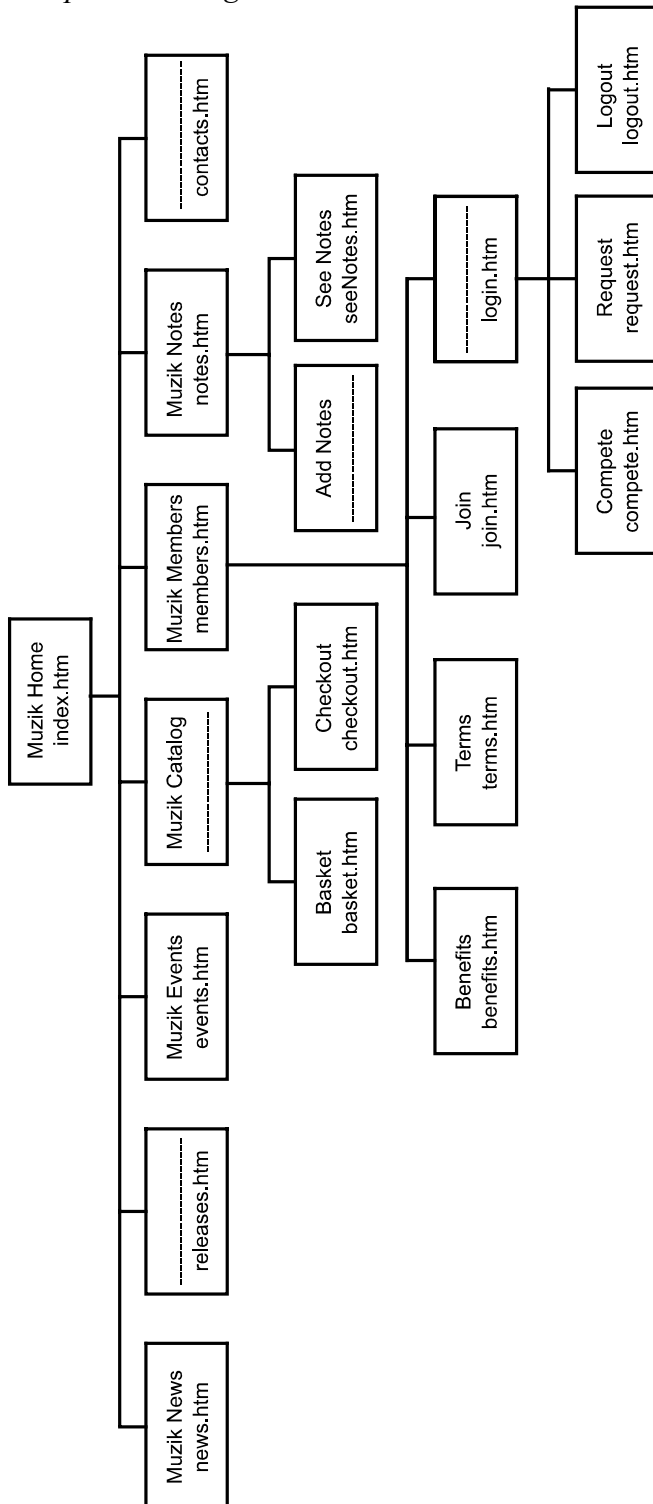 Muzik Home
index.htm
Muzik News
news.htm
releases.htm
Muzik Events
events.htm
Muzik Catalog
Muzik Members
members.htm
Muzik Notes
notes.htm
contacts.htm
Basket
basket.htm
Checkout
checkout.htm
Add Notes
See Notes
seeNotes.htm
Benefits
benefits.htm
Terms
terms.htm
Join
join.htm
login.htm
Compete
compete.htm
Request
request.htm
Logout
logout.htm